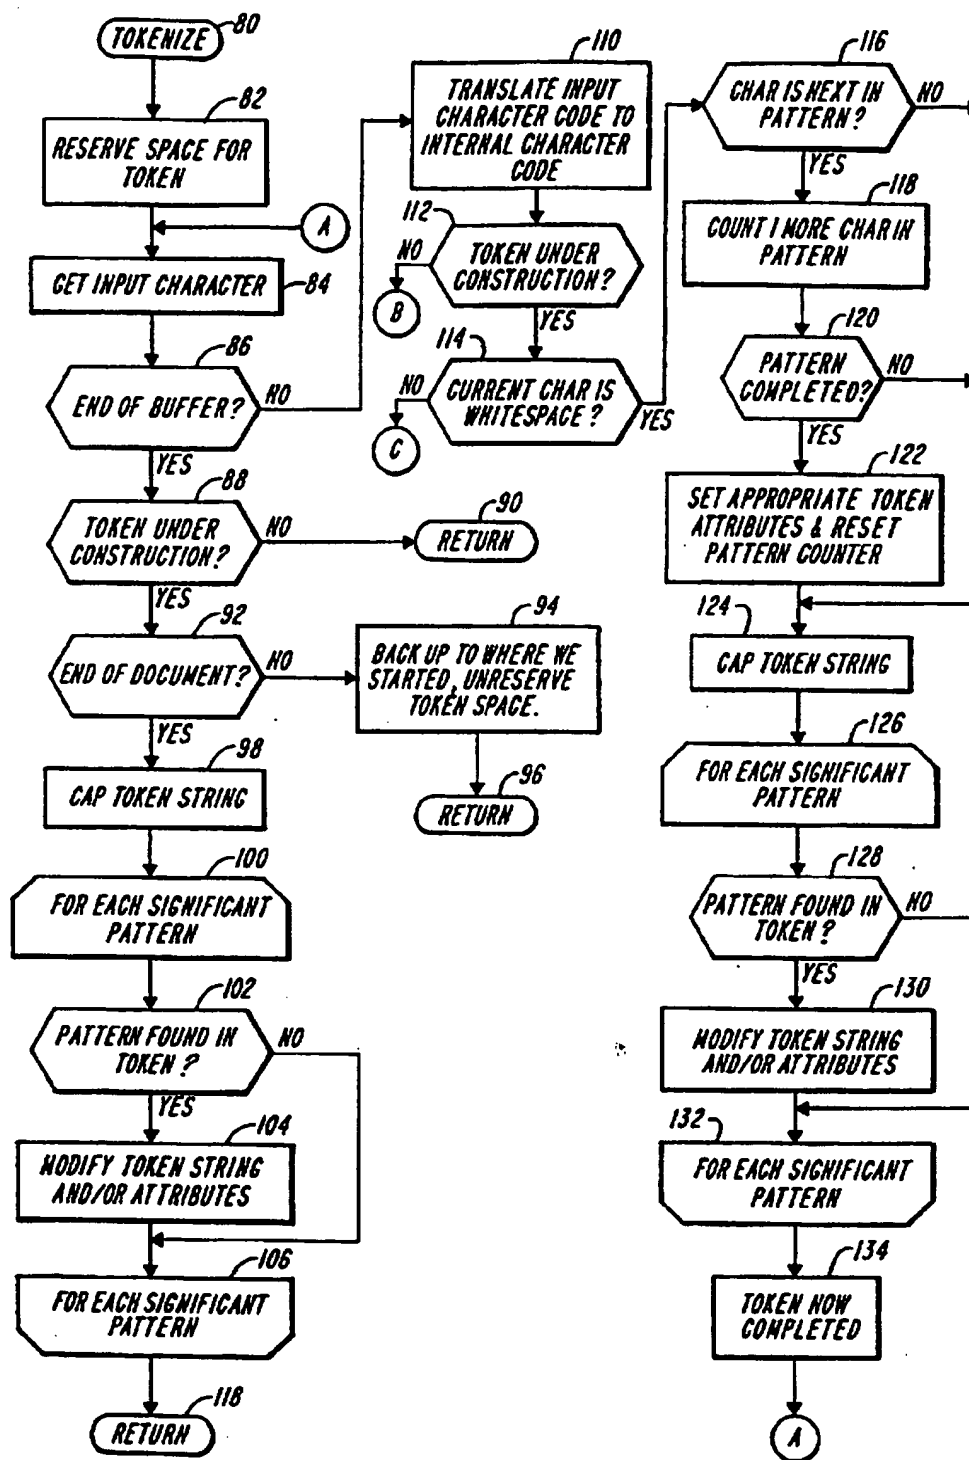 TOKENIZE
80
82
RESERVE SPACE FOR
TOKEN
A
GET INPUT CHARACTER
84
86
END OF BUFFER?
NO
YES
88
TOKEN UNDER
CONSTRUCTION?
NO
90
RETURN
YES
92
END OF DOCUMENT?
NO
94
BACK UP TO WHERE WE
STARTED, UNRESERVE
TOKEN SPACE.
96
RETURN
YES
98
CAP TOKEN STRING
100
FOR EACH SIGNIFICANT
PATTERN
102
PATTERN FOUND IN
TOKEN ?
NO
YES
104
MODIFY TOKEN STRING
AND/OR ATTRIBUTES
106
FOR EACH SIGNIFICANT
PATTERN
118
RETURN
110
TRANSLATE INPUT
CHARACTER CODE TO
INTERNAL CHARACTER
CODE
112
NO
TOKEN UNDER
CONSTRUCTION?
B
YES
114
NO
CURRENT CHAR IS
WHITESPACE ?
YES
C
116
CHAR IS NEXT IN
PATTERN?
NO
YES
118
COUNT 1 MORE CHAR IN
PATTERN
120
PATTERN
COMPLETED?
NO
YES
122
SET APPROPRIATE TOKEN
ATTRIBUTES & RESET
PATTERN COUNTER
124
CAP TOKEN STRING
126
FOR EACH SIGNIFICANT
PATTERN
128
PATTERN FOUND IN
TOKEN ?
NO
YES
130
MODIFY TOKEN STRING
AND/OR ATTRIBUTES
132
FOR EACH SIGNIFICANT
PATTERN
134
TOKEN NOW
COMPLETED
A